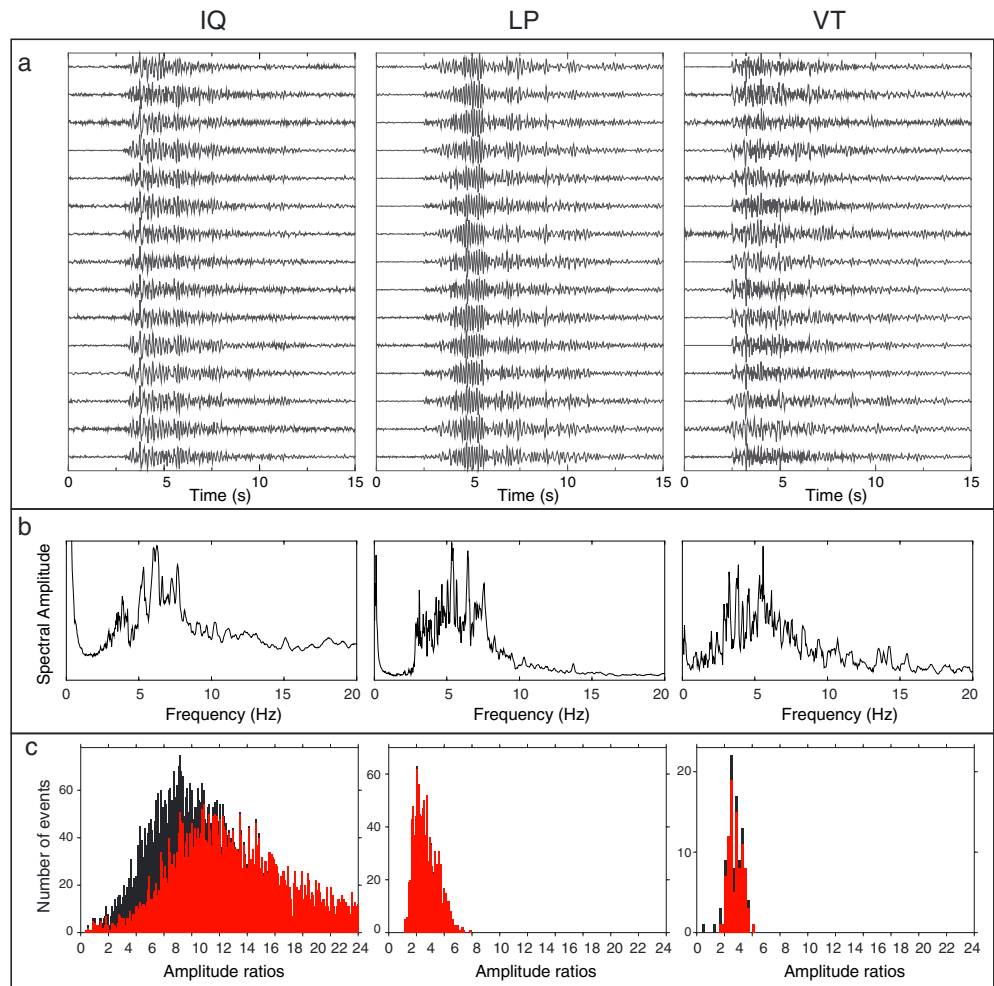 IQ LP VT
a
0 5 10 15 0 5 10 15 0 5 10 15
Time (s) Time (s) Time (s)
b
Spectral Amplitude
0 5 10 15 20 0 5 10 15 20 0 5 10 15 20
Frequency (Hz) Frequency (Hz) Frequency (Hz)
c
Number of events
60 60 20
40 40
20 20 10
0 0 0
0 2 4 6 8 10 12 14 16 18 20 22 24 0 2 4 6 8 10 12 14 16 18 20 22 24 0 2 4 6 8 10 12 14 16 18 20 22 24
Amplitude ratios Amplitude ratios Amplitude ratios